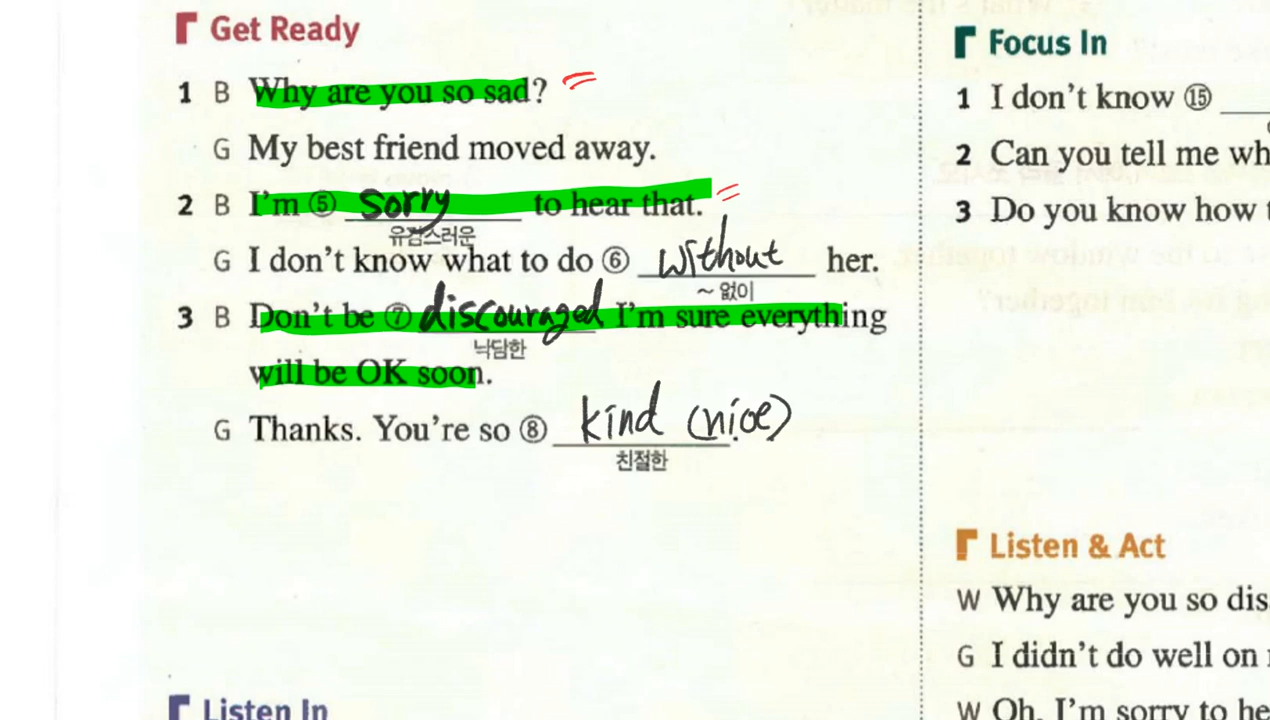 Get Ready
1 B Why are you so sad?
G My best friend moved away.
2 B I'm ⑤ sorry to hear that.
유감스러운
G I don't know what to do ⑥ without her.
~ 없이
3 B Don't be ⑦ discouraged I'm sure everything
낙담한
will be OK soon.
G Thanks. You're so ⑧ kind (nice).
친절한
Listen In
Focus In
1 I don't know ⑮
2 Can you tell me wh
3 Do you know how t
Listen & Act
W Why are you so dis
G I didn't do well on
W Oh, I'm sorry to he